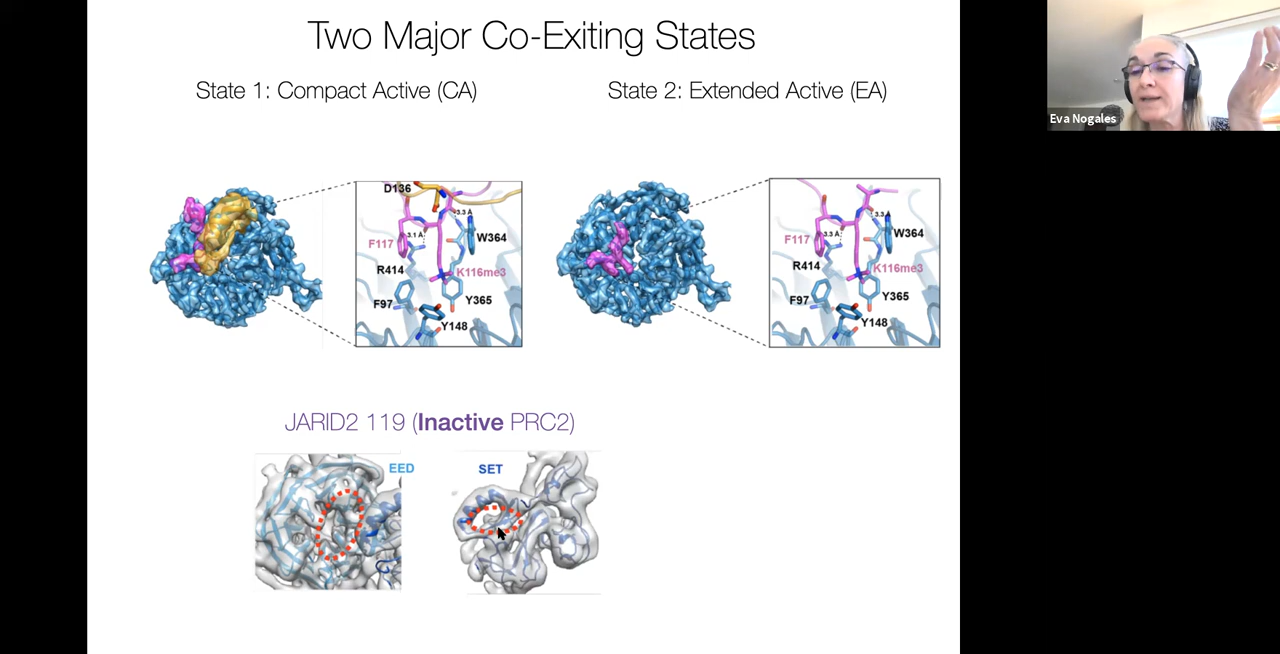 Two Major Co-Exiting States
State 1: Compact Active (CA)
State 2: Extended Active (EA)
Eva Nogales
D136
3.3 Å
3.1 Å
F117
W364
R414
K116me3
F97
Y365
Y148
3.3 Å
3.3 Å
F117
W364
R414
K116me3
F97
Y365
Y148
JARID2 119 (Inactive PRC2)
EED
SET